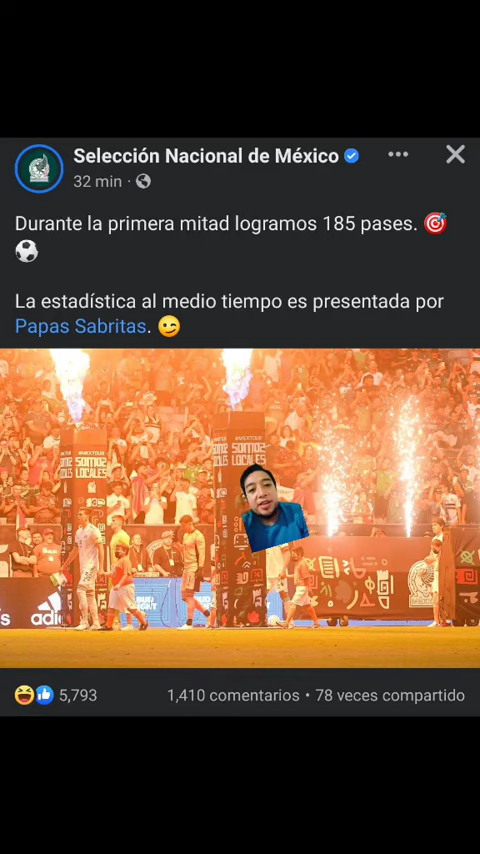 Selección Nacional de México
32 min ·
Durante la primera mitad logramos 185 pases. 🎯
⚽
La estadística al medio tiempo es presentada por
Papas Sabritas. 😉
SOMOS
LOCALES
SOMOS
LOCALES
adidas
5,793
1,410 comentarios • 78 veces compartido